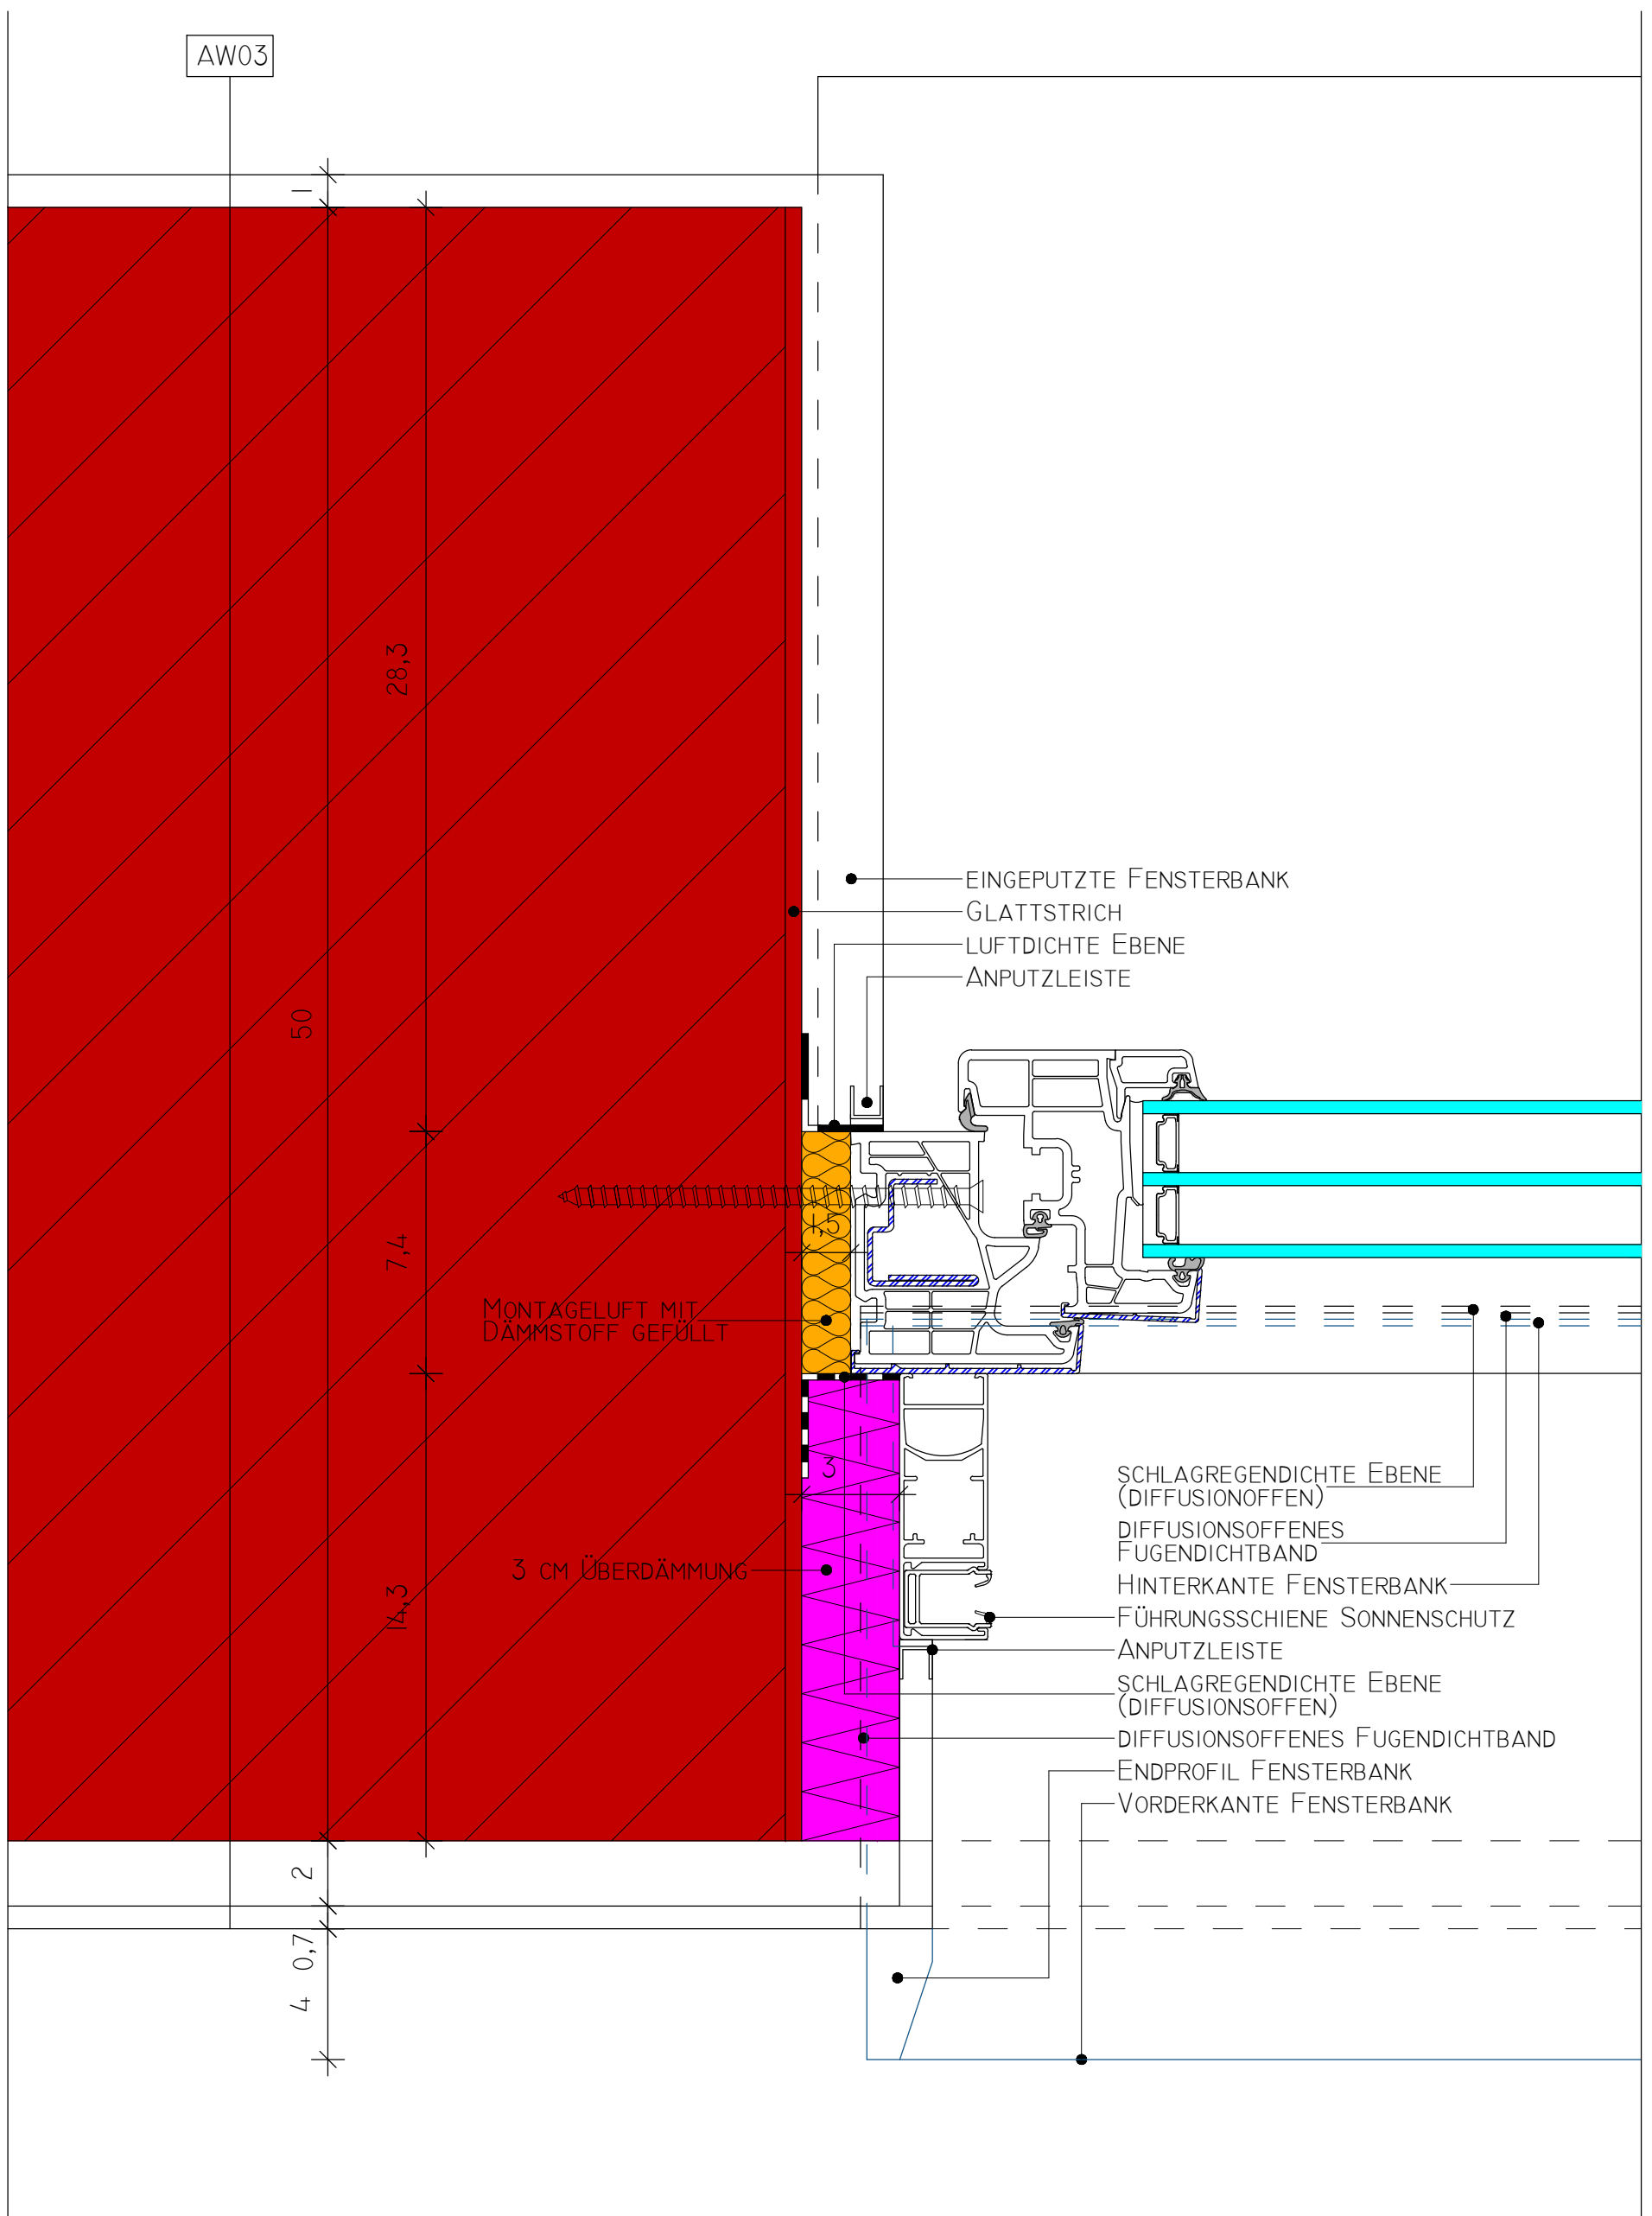 AW03
1
28,3
50
EINGEPUTZTE FENSTERBANK
GLATTSTRICH
LUFTDICHTE EBENE
ANPUTZLEISTE
1,5
7,4
MONTAGELUFT MIT
DÄMMSTOFF GEFÜLLT
3
SCHLAGREGENDICHTE EBENE
(DIFFUSIONOFFEN)
DIFFUSIONSOFFENES
FUGENDICHTBAND
3 CM ÜBERDÄMMUNG
HINTERKANTE FENSTERBANK
14,3
FÜHRUNGSSCHIENE SONNENSCHUTZ
ANPUTZLEISTE
SCHLAGREGENDICHTE EBENE
(DIFFUSIONSOFFEN)
DIFFUSIONSOFFENES FUGENDICHTBAND
ENDPROFIL FENSTERBANK
VORDERKANTE FENSTERBANK
2
0,7
4